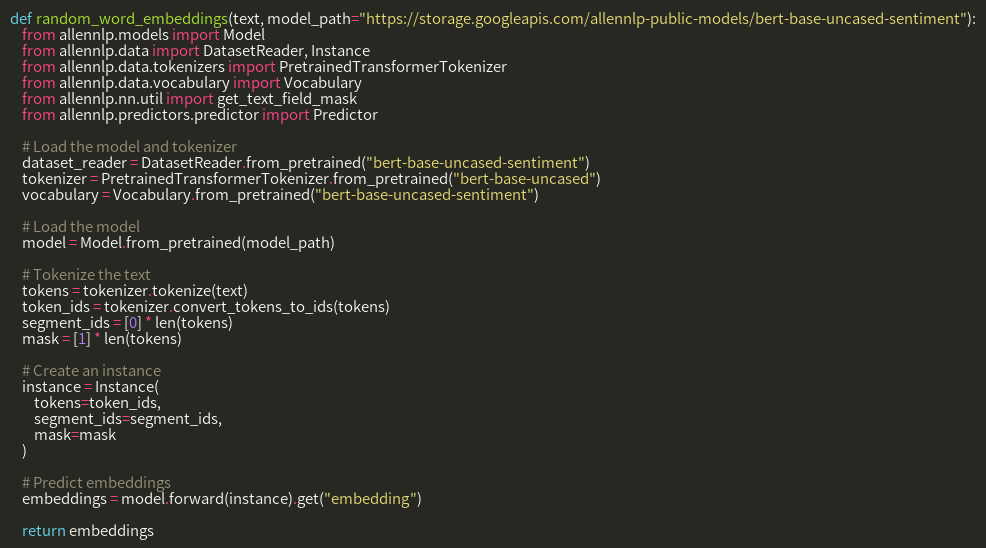 def random_word_embeddings(text, model_path="https://storage.googleapis.com/allennlp-public-models/bert-base-uncased-sentiment"):
from allennlp.models import Model
from allennlp.data import DatasetReader, Instance
from allennlp.data.tokenizers import PretrainedTransformerTokenizer
from allennlp.data.vocabulary import Vocabulary
from allennlp.nn.util import get_text_field_mask
from allennlp.predictors.predictor import Predictor
# Load the model and tokenizer
dataset_reader = DatasetReader.from_pretrained("bert-base-uncased-sentiment")
tokenizer = PretrainedTransformerTokenizer.from_pretrained("bert-base-uncased")
vocabulary = Vocabulary.from_pretrained("bert-base-uncased-sentiment")
# Load the model
model = Model.from_pretrained(model_path)
# Tokenize the text
tokens = tokenizer.tokenize(text)
token_ids = tokenizer.convert_tokens_to_ids(tokens)
segment_ids = [0] * len(tokens)
mask = [1] * len(tokens)
# Create an instance
instance = Instance(
tokens=token_ids,
segment_ids=segment_ids,
mask=mask
)
# Predict embeddings
embeddings = model.forward(instance).get("embedding")
return embeddings